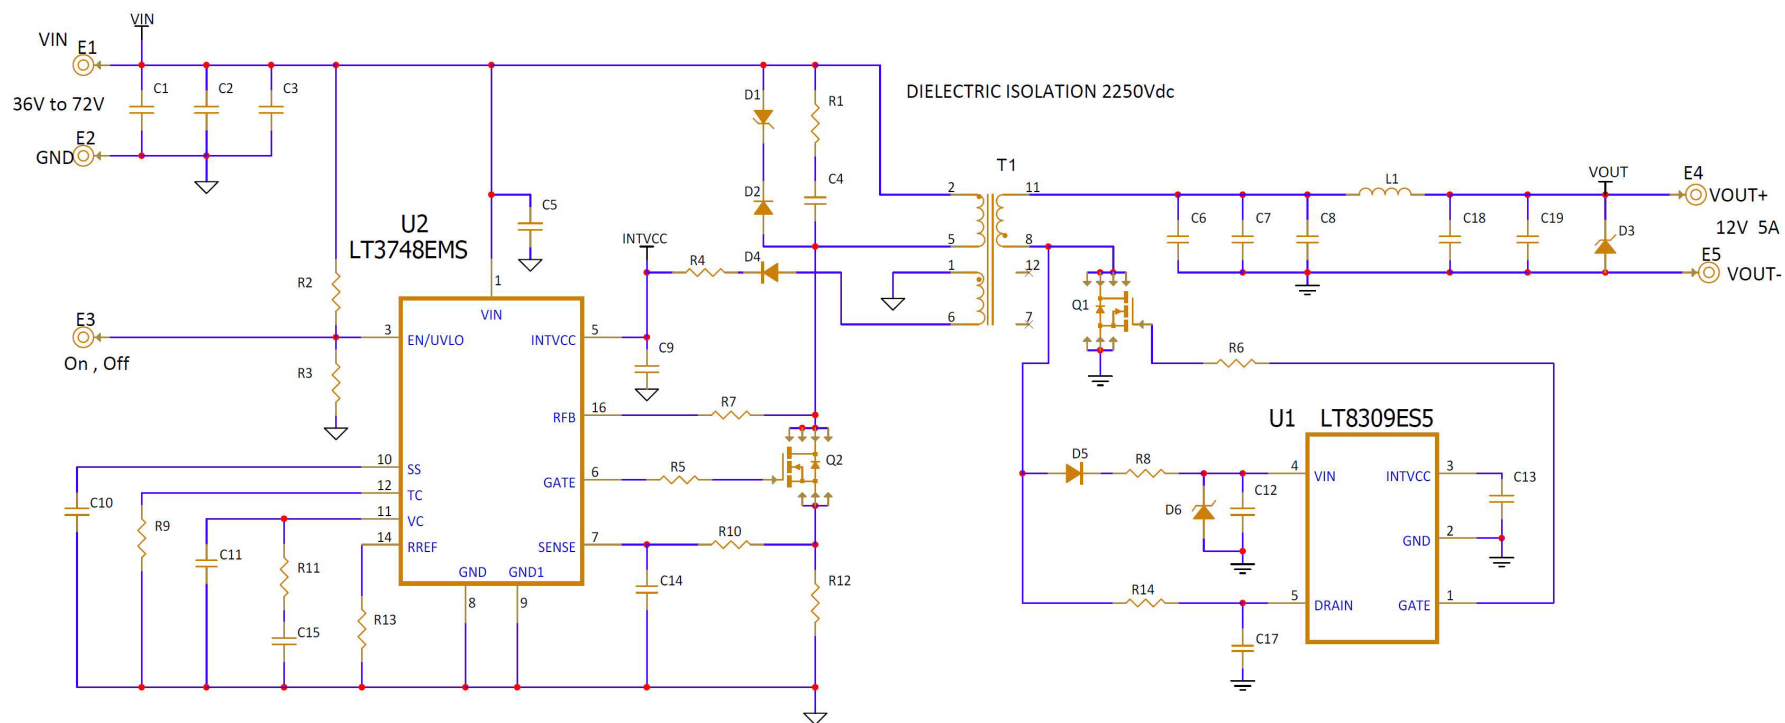 VIN
VIN
E1
36V to 72V
C1
C2
C3
E2
GND
D1
R1
DIELECTRIC ISOLATION 2250Vdc
D2
C4
T1
2
11
5
8
1
12
6
7
L1
VOUT
E4
VOUT+
12V 5A
E5
VOUT-
C6
C7
C8
C18
C19
D3
U2
LT3748EMS
C5
INTVCC
R4
D4
R2
1
VIN
E3
On , Off
3
EN/UVLO
INTVCC
5
C9
R3
Q1
R6
RFB
16
R7
10
SS
12
TC
11
VC
14
RREF
GATE
6
R5
Q2
SENSE
7
R10
GND
GND1
8
9
C10
R9
C11
R11
C15
R13
C14
R12
U1
LT8309ES5
D5
R8
4
VIN
INTVCC
3
C13
D6
C12
GND
2
R14
5
DRAIN
GATE
1
C17